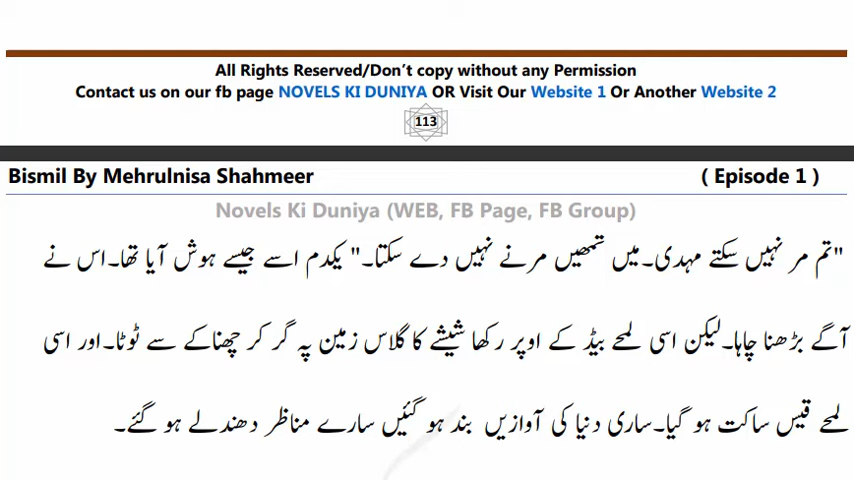 All Rights Reserved/Don’t copy without any Permission
Contact us on our fb page NOVELS KI DUNIYA OR Visit Our Website 1 Or Another Website 2
113
Bismil By Mehrulnisa Shahmeer ( Episode 1 )
Novels Ki Duniya (WEB, FB Page, FB Group)
"تم مر نہیں سکتے مہدی۔میں تمھیں مرنے نہیں دے سکتا۔" یکدم اسے جیسے ہوش آیا تھا۔اس نے
آگے بڑھنا چاہا۔لیکن اسی لمحے بیڈ کے اوپر رکھا شیشے کا گلاس زمین پہ گر کر چھناکے سے ٹوٹا۔اور اسی
لمحے قیس ساکت ہو گیا۔ساری دنیا کی آوازیں بند ہو گئیں سارے مناظر دھندلے ہو گئے۔